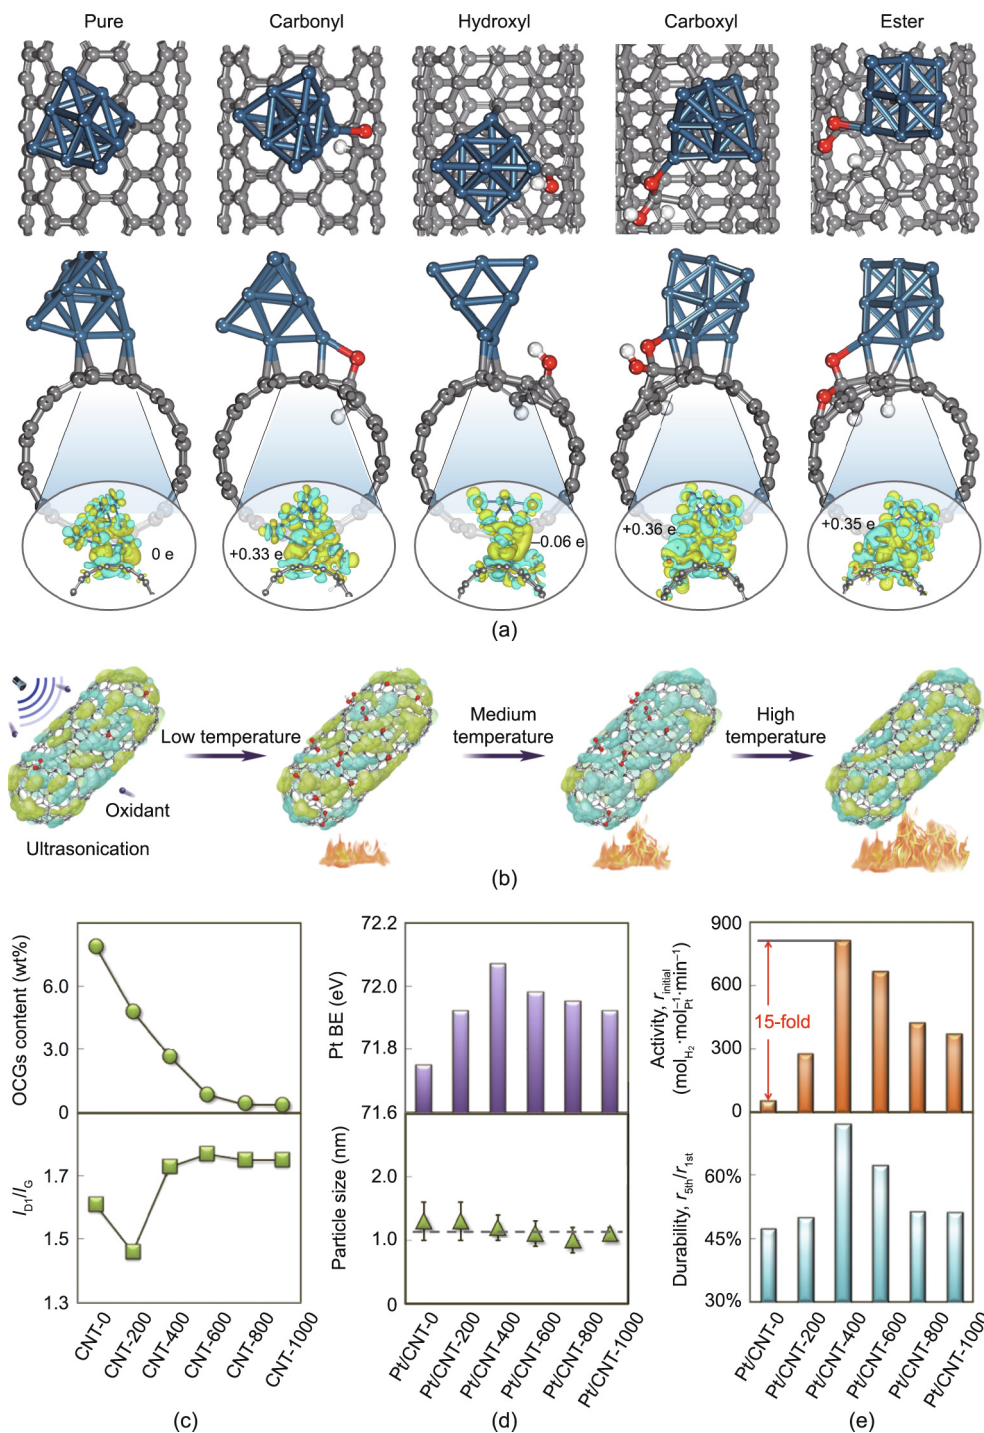 Pure Carbonyl Hydroxyl Carboxyl Ester
0 e +0.33 e −0.06 e +0.36 e +0.35 e
(a)
Low temperature
Medium
temperature
High
temperature
Oxidant
Ultrasonication
(b)
OCGs content (wt%)
6.0
3.0
0
I_D1/I_G
1.7
1.5
1.3
CNT-0
CNT-200
CNT-400
CNT-600
CNT-800
CNT-1000
(c)
Pt BE (eV)
72.2
72.0
71.8
71.6
Particle size (nm)
2.0
1.0
0
Pt/CNT-0
Pt/CNT-200
Pt/CNT-400
Pt/CNT-600
Pt/CNT-800
Pt/CNT-1000
(d)
Activity, r_initial
(mol_H2·mol_Pt^−1·min^−1)
900
600
300
0
15-fold
Durability, r_5th/r_1st
60%
45%
30%
Pt/CNT-0
Pt/CNT-200
Pt/CNT-400
Pt/CNT-600
Pt/CNT-800
Pt/CNT-1000
(e)